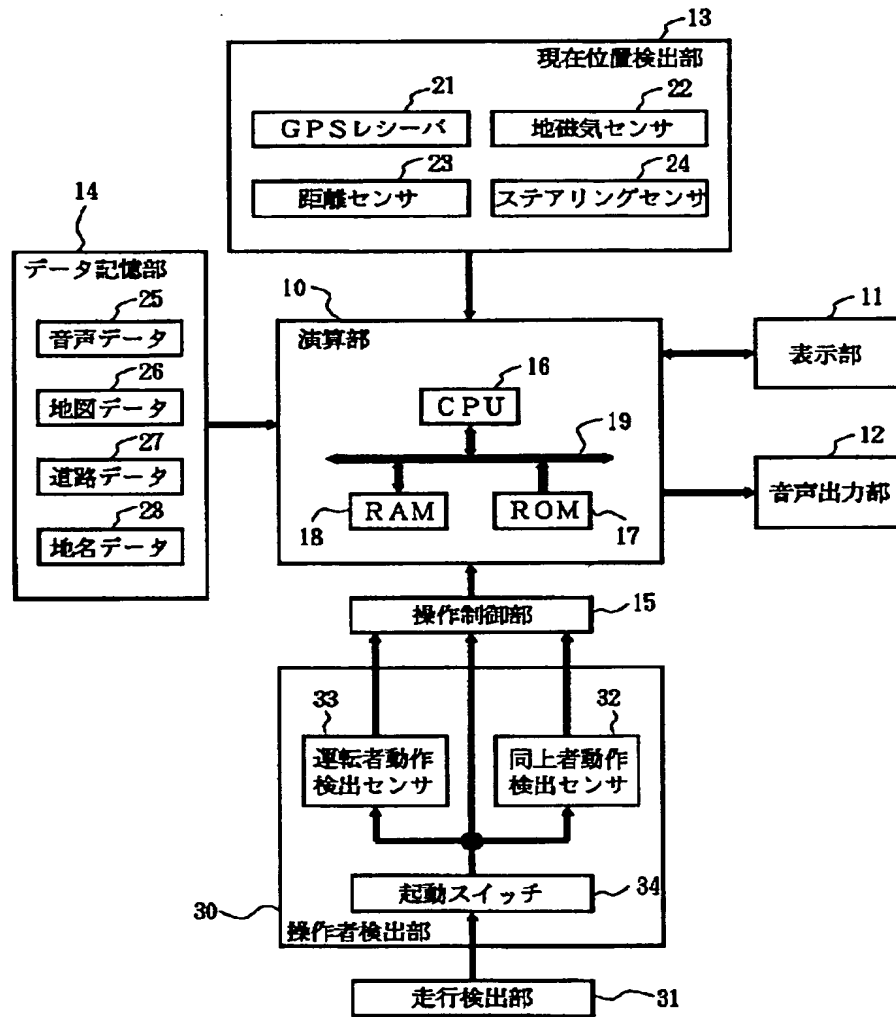 13
現在位置検出部
21
22
GPSレシーバ
地磁気センサ
23
24
距離センサ
ステアリングセンサ
14
データ記憶部
25
音声データ
26
地図データ
27
道路データ
28
地名データ
10
演算部
16
CPU
19
RAM
ROM
18
17
11
表示部
12
音声出力部
操作制御部
15
33
運転者動作
検出センサ
32
同上者動作
検出センサ
起動スイッチ
34
30
操作者検出部
走行検出部
31